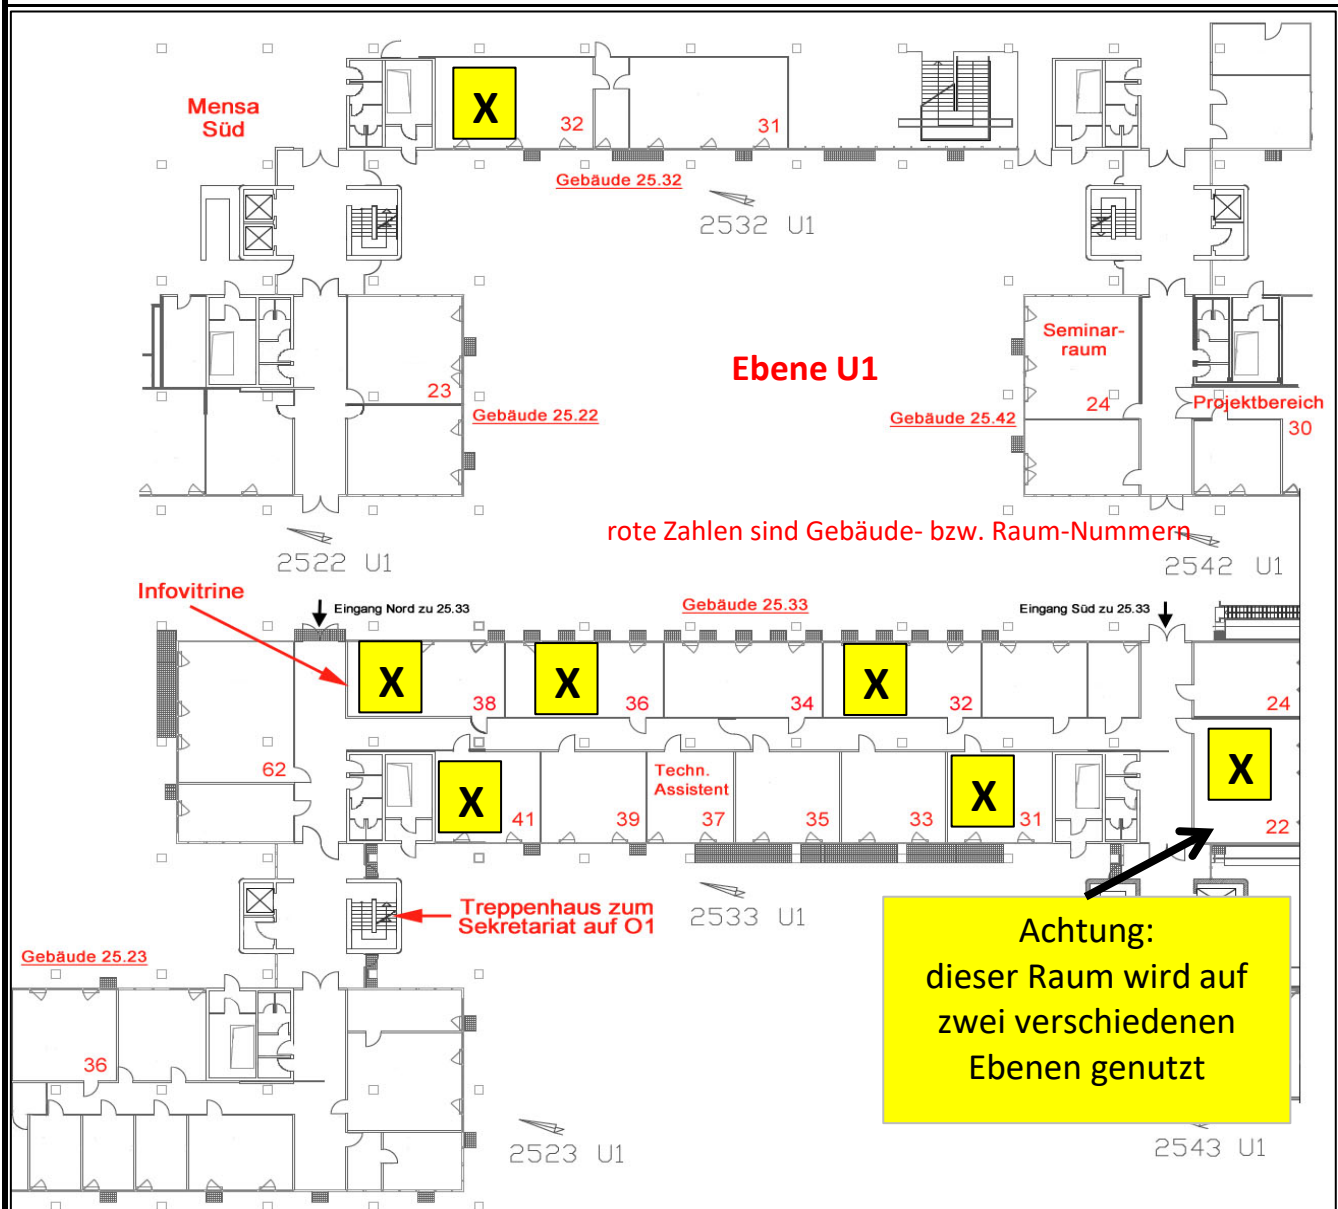 Mensa
Süd
X
32
31
Gebäude 25.32
2532 U1
23
Gebäude 25.22
Ebene U1
Seminar-
raum
24
Gebäude 25.42
Projektbereich
30
rote Zahlen sind Gebäude- bzw. Raum-Nummern
2522 U1
2542 U1
Infovitrine
Eingang Nord zu 25.33
Gebäude 25.33
Eingang Süd zu 25.33
X
38
X
36
34
X
32
24
62
X
41
39
Techn.
Assistent
37
35
33
X
31
X
22
Treppenhaus zum
Sekretariat auf O1
2533 U1
Gebäude 25.23
36
Achtung:
dieser Raum wird auf
zwei verschiedenen
Ebenen genutzt
2523 U1
2543 U1